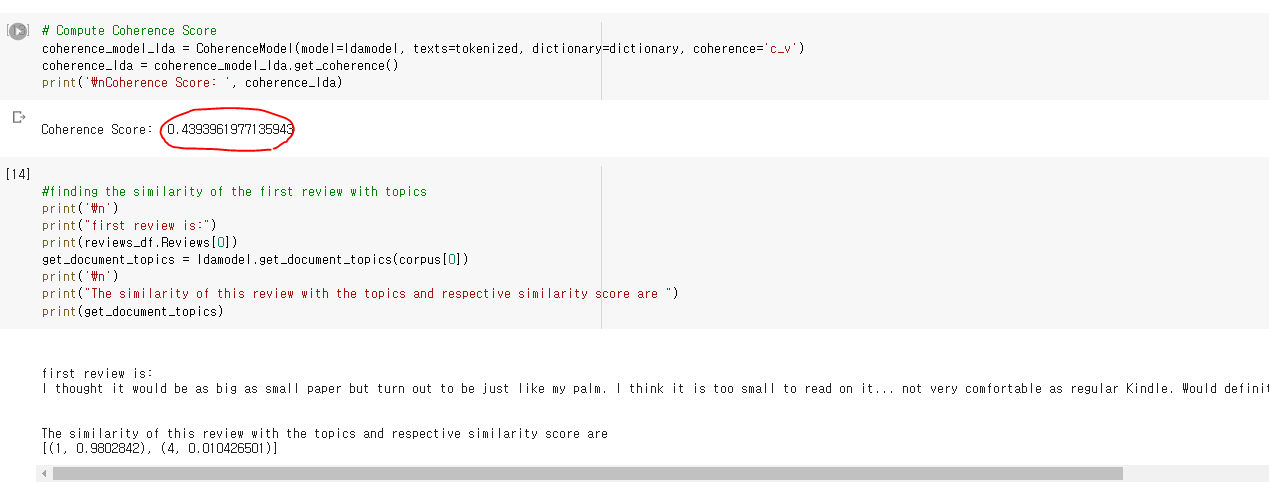 # Compute Coherence Score
coherence_model_lda = CoherenceModel(model=ldamodel, texts=tokenized, dictionary=dictionary, coherence='c_v')
coherence_lda = coherence_model_lda.get_coherence()
print('₩nCoherence Score: ', coherence_lda)
Coherence Score: 0.4393961977135943
[14]
#finding the similarity of the first review with topics
print('₩n')
print("first review is:")
print(reviews_df.Reviews[0])
get_document_topics = ldamodel.get_document_topics(corpus[0])
print('₩n')
print("The similarity of this review with the topics and respective similarity score are ")
print(get_document_topics)
first review is:
I thought it would be as big as small paper but turn out to be just like my palm. I think it is too small to read on it... not very comfortable as regular Kindle. Would definit
The similarity of this review with the topics and respective similarity score are
[(1, 0.9802842), (4, 0.010426501)]